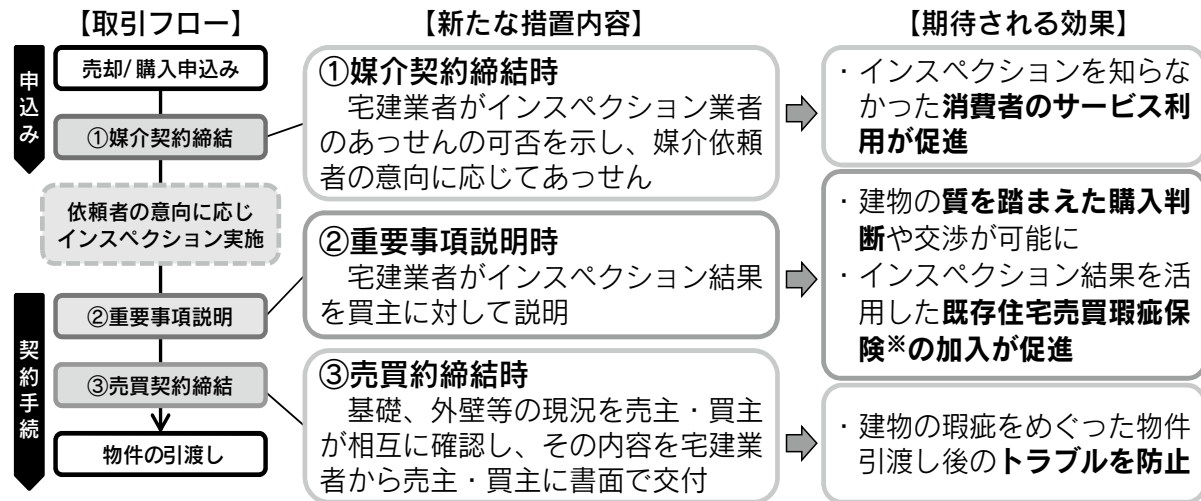 【取引フロー】
申込み
売却/購入申込み
①媒介契約締結
依頼者の意向に応じ
インスペクション実施
契約手続
②重要事項説明
③売買契約締結
物件の引渡し
【新たな措置内容】
①媒介契約締結時
宅建業者がインスペクション業者
のあっせんの可否を示し、媒介依頼
者の意向に応じてあっせん
②重要事項説明時
宅建業者がインスペクション結果
を買主に対して説明
③売買約締結時
基礎、外壁等の現況を売主・買主
が相互に確認し、その内容を宅建業
者から売主・買主に書面で交付
【期待される効果】
・インスペクションを知らな
かった消費者のサービス利
用が促進
・建物の質を踏まえた購入判
断や交渉が可能に
・インスペクション結果を活
用した既存住宅売買瑕疵保
険※の加入が促進
・建物の瑕疵をめぐった物件
引渡し後のトラブルを防止